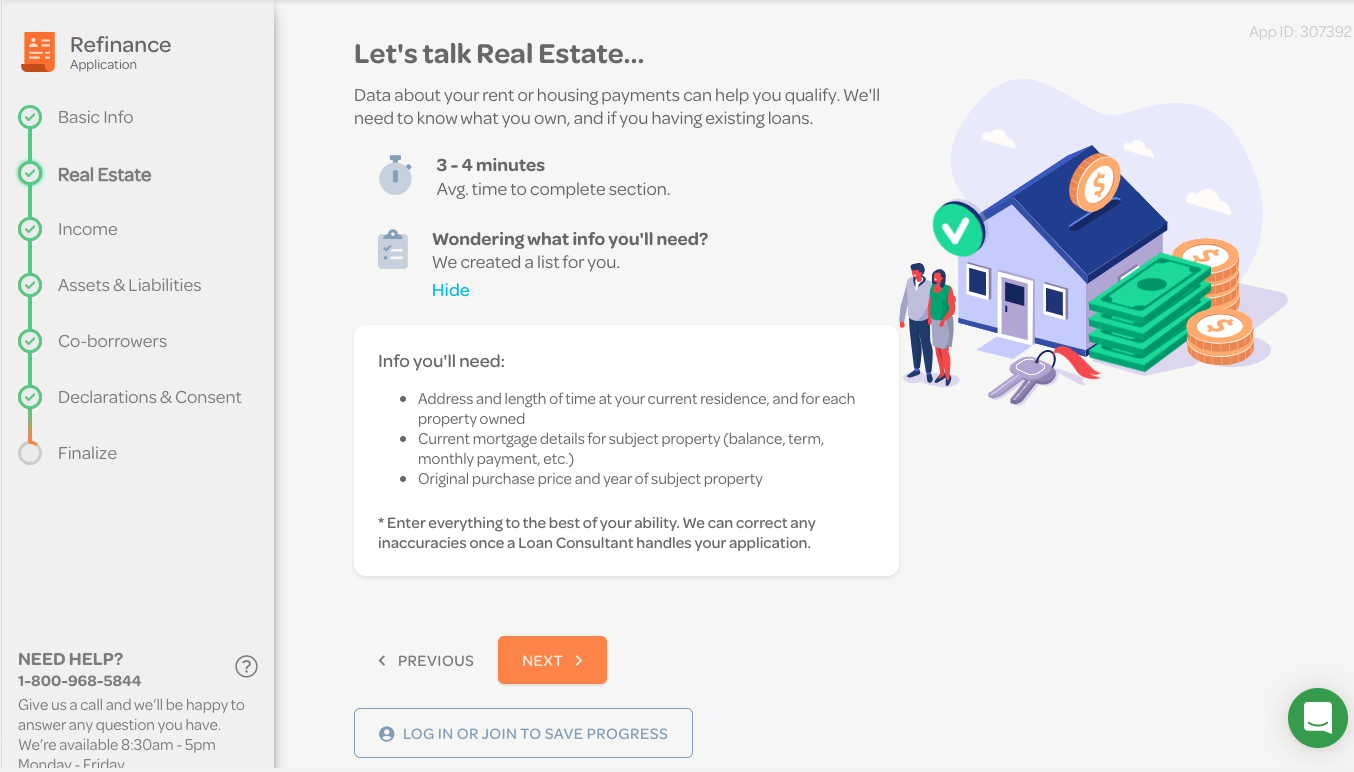 Refinance
Application
Basic Info
Real Estate
Income
Assets & Liabilities
Co-borrowers
Declarations & Consent
Finalize
NEED HELP?
1-800-968-5844
Give us a call and we'll be happy to
answer any question you have.
We're available 8:30am - 5pm
Monday - Friday
App ID: 307392
Let's talk Real Estate...
Data about your rent or housing payments can help you qualify. We'll
need to know what you own, and if you having existing loans.
3 - 4 minutes
Avg. time to complete section.
Wondering what info you'll need?
We created a list for you.
Hide
Info you'll need:
• Address and length of time at your current residence, and for each
property owned
• Current mortgage details for subject property (balance, term,
monthly payment, etc.)
• Original purchase price and year of subject property
* Enter everything to the best of your ability. We can correct any
inaccuracies once a Loan Consultant handles your application.
PREVIOUS
NEXT
LOG IN OR JOIN TO SAVE PROGRESS